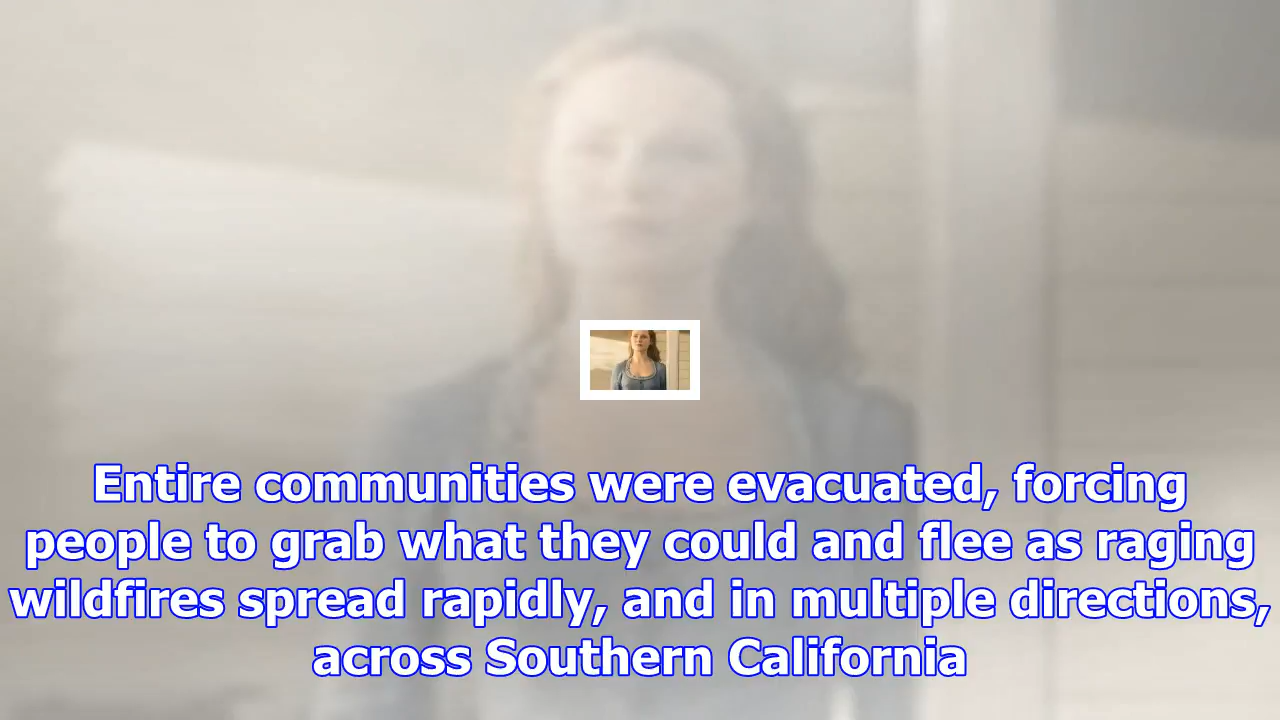 Entire communities were evacuated, forcing
people to grab what they could and flee as raging
wildfires spread rapidly, and in multiple directions,
across Southern California